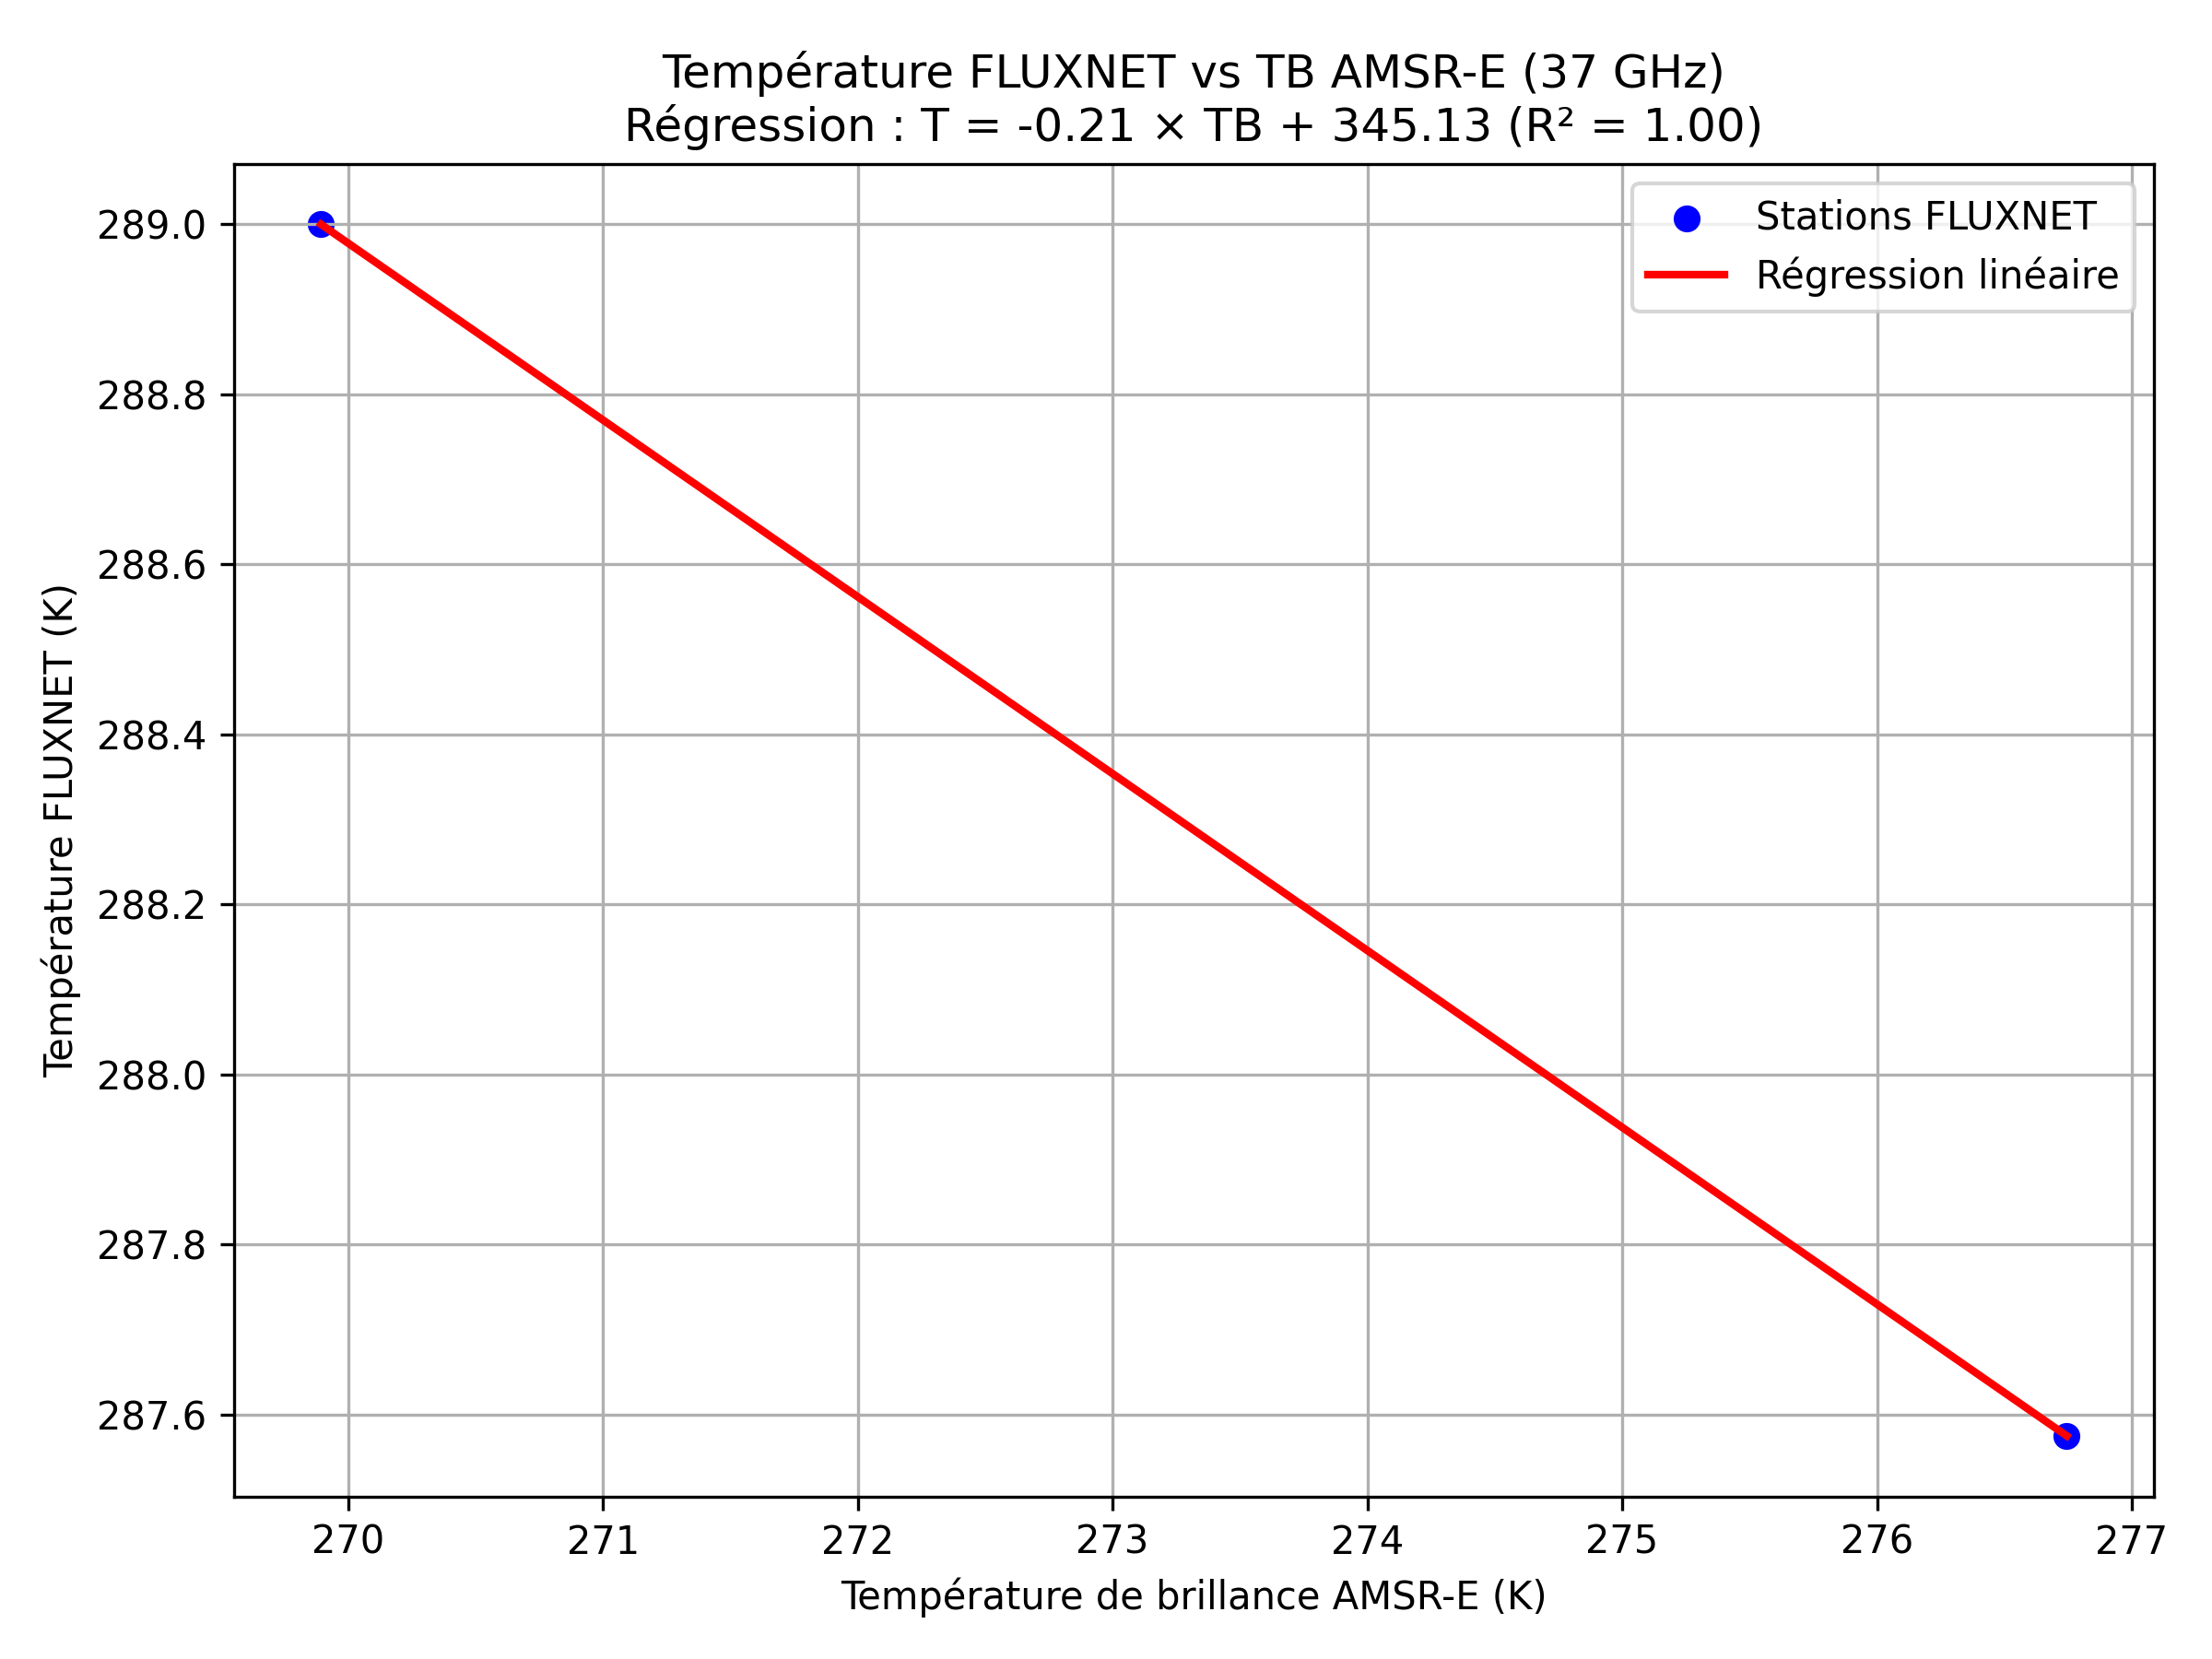 Température FLUXNET vs TB AMSR-E (37 GHz)
Régression : T = -0.21 × TB + 345.13 (R² = 1.00)
Stations FLUXNET
Régression linéaire
Température FLUXNET (K)
289.0
288.8
288.6
288.4
288.2
288.0
287.8
287.6
270 271 272 273 274 275 276 277
Température de brillance AMSR-E (K)